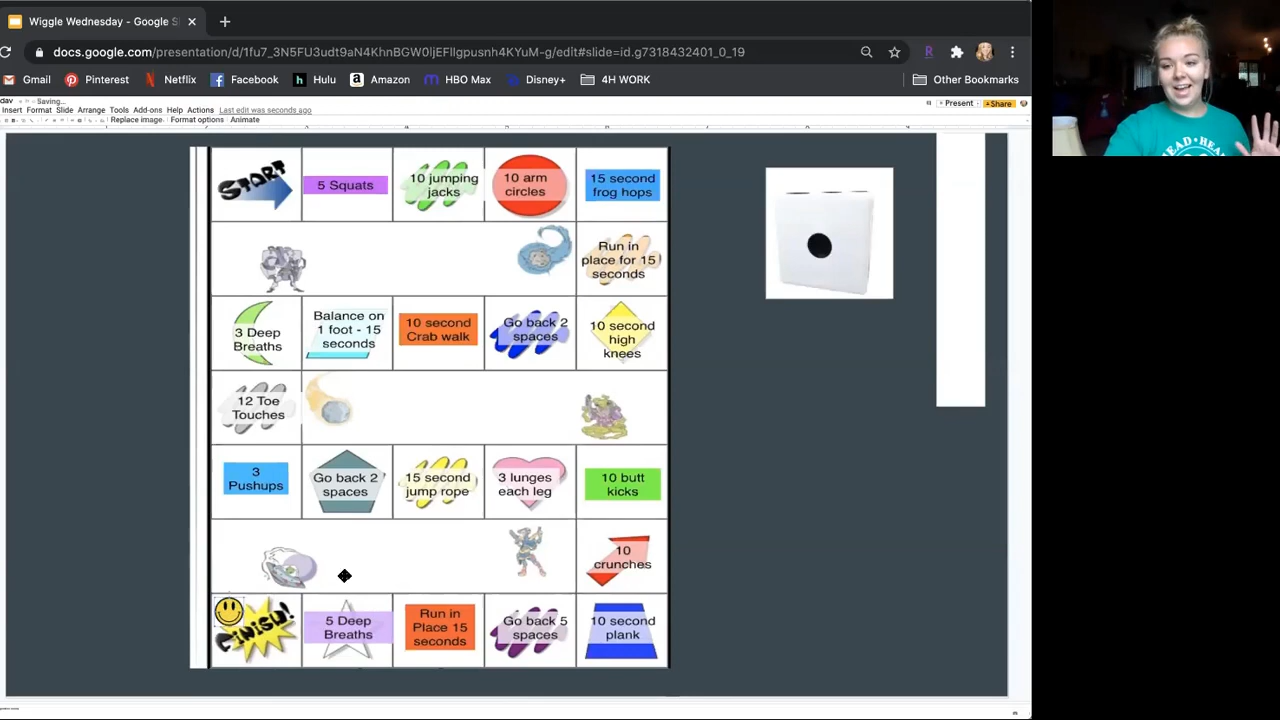 Wiggle Wednesday - Google S
docs.google.com/presentation/d/1fu7_3N5FU3udt9aN4KhnBGW0ljEFlIgpusnh4KYuM-g/edit#slide=id.g7318432401_0_19
Gmail Pinterest Netflix Facebook Hulu Amazon HBO Max Disney+ 4H WORK Other Bookmarks
Saving...
Insert Format Slide Arrange Tools Add-ons Help Actions Last edit was seconds ago Present Share
Replace image Format options Animate
START
5 Squats
10 jumping
jacks
10 arm
circles
15 second
frog hops
Run in
place for 15
seconds
3 Deep
Breaths
Balance on
1 foot - 15
seconds
10 second
Crab walk
Go back 2
spaces
10 second
high
knees
12 Toe
Touches
3
Pushups
Go back 2
spaces
15 second
jump rope
3 lunges
each leg
10 butt
kicks
10
crunches
FINISH!
5 Deep
Breaths
Run in
Place 15
seconds
Go back 5
spaces
10 second
plank